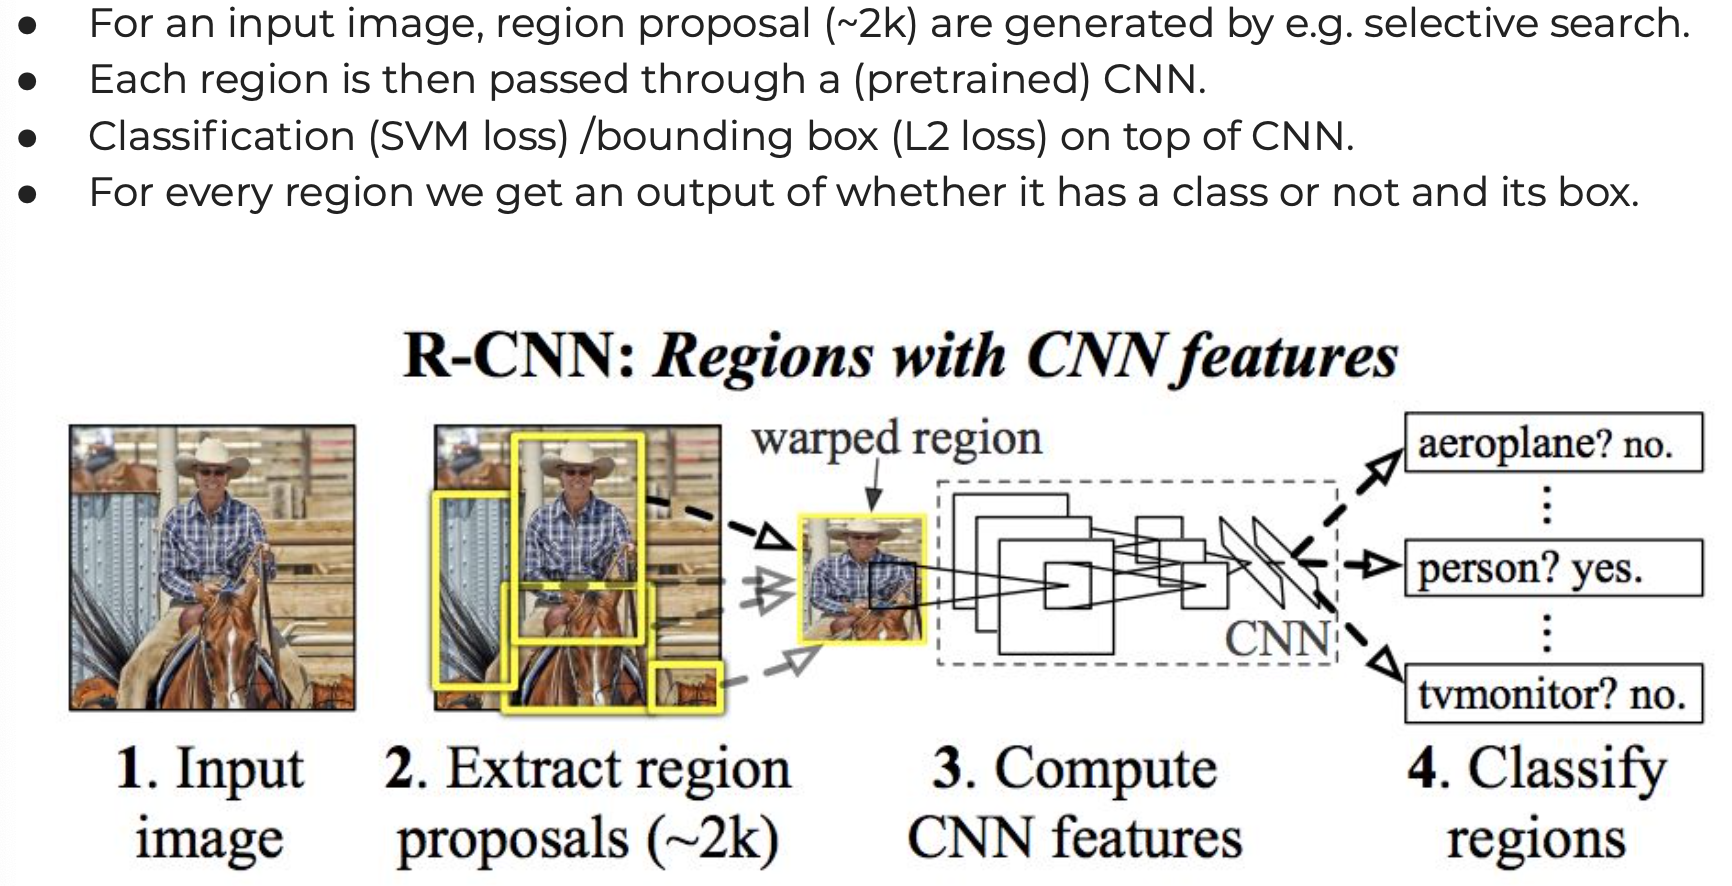 ● For an input image, region proposal (~2k) are generated by e.g. selective search.
● Each region is then passed through a (pretrained) CNN.
● Classification (SVM loss) /bounding box (L2 loss) on top of CNN.
● For every region we get an output of whether it has a class or not and its box.
R-CNN: Regions with CNN features
warped region
aeroplane? no.
⋮
person? yes.
⋮
tvmonitor? no.
CNN
1. Input
image
2. Extract region
proposals (~2k)
3. Compute
CNN features
4. Classify
regions